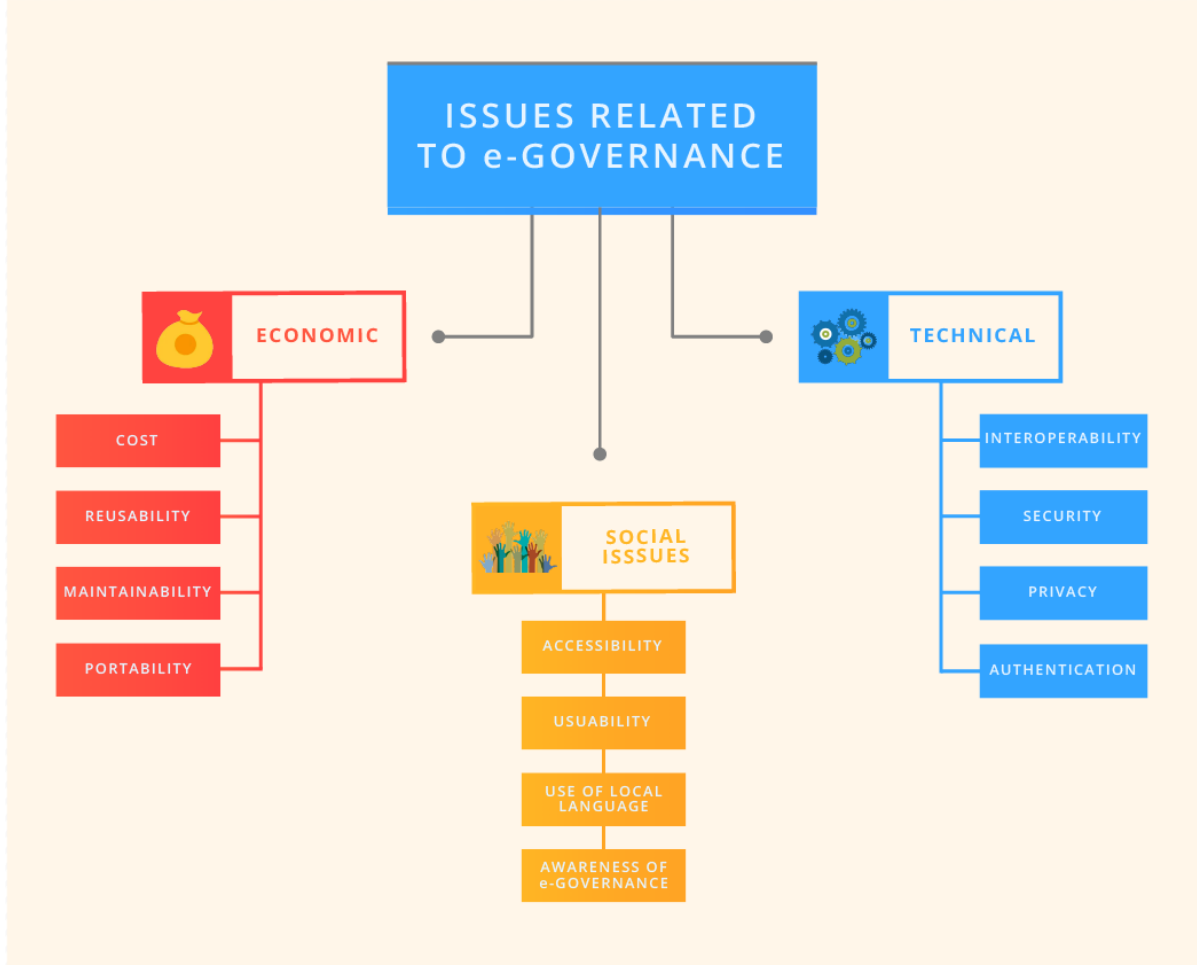 ISSUES RELATED
TO e-GOVERNANCE
ECONOMIC
COST
REUSABILITY
MAINTAINABILITY
PORTABILITY
SOCIAL
ISSSUES
ACCESSIBILITY
USUABILITY
USE OF LOCAL
LANGUAGE
AWARENESS OF
e-GOVERNANCE
TECHNICAL
INTEROPERABILITY
SECURITY
PRIVACY
AUTHENTICATION